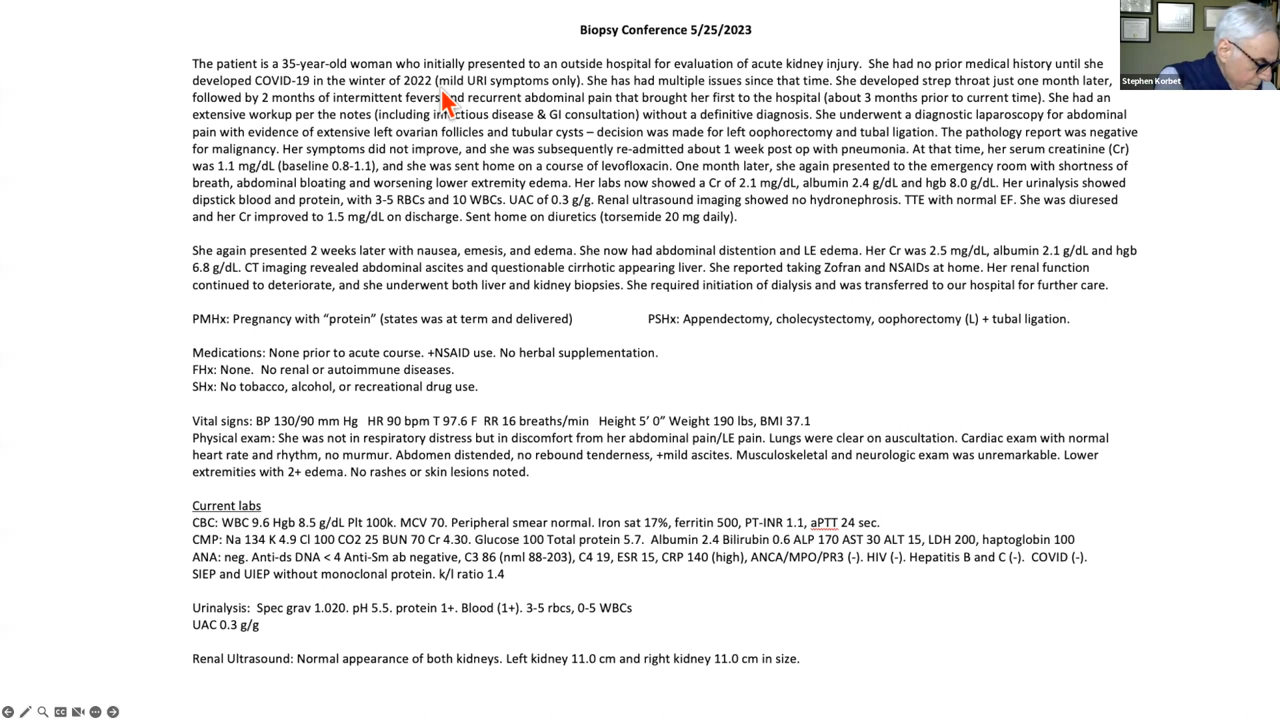 Biopsy Conference 5/25/2023
Stephen Korbet
The patient is a 35-year-old woman who initially presented to an outside hospital for evaluation of acute kidney injury.  She had no prior medical history until she
developed COVID-19 in the winter of 2022 (mild URI symptoms only). She has had multiple issues since that time. She developed strep throat just one month later,
followed by 2 months of intermittent fevers and recurrent abdominal pain that brought her first to the hospital (about 3 months prior to current time). She had an
extensive workup per the notes (including infectious disease & GI consultation) without a definitive diagnosis. She underwent a diagnostic laparoscopy for abdominal
pain with evidence of extensive left ovarian follicles and tubular cysts – decision was made for left oophorectomy and tubal ligation. The pathology report was negative
for malignancy. Her symptoms did not improve, and she was subsequently re-admitted about 1 week post op with pneumonia. At that time, her serum creatinine (Cr)
was 1.1 mg/dL (baseline 0.8-1.1), and she was sent home on a course of levofloxacin. One month later, she again presented to the emergency room with shortness of
breath, abdominal bloating and worsening lower extremity edema. Her labs now showed a Cr of 2.1 mg/dL, albumin 2.4 g/dL and hgb 8.0 g/dL. Her urinalysis showed
dipstick blood and protein, with 3-5 RBCs and 10 WBCs. UAC of 0.3 g/g. Renal ultrasound imaging showed no hydronephrosis. TTE with normal EF. She was diuresed
and her Cr improved to 1.5 mg/dL on discharge. Sent home on diuretics (torsemide 20 mg daily).
She again presented 2 weeks later with nausea, emesis, and edema. She now had abdominal distention and LE edema. Her Cr was 2.5 mg/dL, albumin 2.1 g/dL and hgb
6.8 g/dL. CT imaging revealed abdominal ascites and questionable cirrhotic appearing liver. She reported taking Zofran and NSAIDs at home. Her renal function
continued to deteriorate, and she underwent both liver and kidney biopsies. She required initiation of dialysis and was transferred to our hospital for further care.
PMHx: Pregnancy with “protein” (states was at term and delivered) PSHx: Appendectomy, cholecystectomy, oophorectomy (L) + tubal ligation.
Medications: None prior to acute course. +NSAID use. No herbal supplementation.
FHx: None.  No renal or autoimmune diseases.
SHx: No tobacco, alcohol, or recreational drug use.
Vital signs: BP 130/90 mm Hg   HR 90 bpm T 97.6 F  RR 16 breaths/min   Height 5’ 0” Weight 190 lbs, BMI 37.1
Physical exam: She was not in respiratory distress but in discomfort from her abdominal pain/LE pain. Lungs were clear on auscultation. Cardiac exam with normal
heart rate and rhythm, no murmur. Abdomen distended, no rebound tenderness, +mild ascites. Musculoskeletal and neurologic exam was unremarkable. Lower
extremities with 2+ edema. No rashes or skin lesions noted.
Current labs
CBC: WBC 9.6 Hgb 8.5 g/dL Plt 100k. MCV 70. Peripheral smear normal. Iron sat 17%, ferritin 500, PT-INR 1.1, aPTT 24 sec.
CMP: Na 134 K 4.9 Cl 100 CO2 25 BUN 70 Cr 4.30. Glucose 100 Total protein 5.7.  Albumin 2.4 Bilirubin 0.6 ALP 170 AST 30 ALT 15, LDH 200, haptoglobin 100
ANA: neg. Anti-ds DNA < 4 Anti-Sm ab negative, C3 86 (nml 88-203), C4 19, ESR 15, CRP 140 (high), ANCA/MPO/PR3 (-). HIV (-). Hepatitis B and C (-).  COVID (-).
SIEP and UIEP without monoclonal protein. k/l ratio 1.4
Urinalysis:  Spec grav 1.020. pH 5.5. protein 1+. Blood (1+). 3-5 rbcs, 0-5 WBCs
UAC 0.3 g/g
Renal Ultrasound: Normal appearance of both kidneys. Left kidney 11.0 cm and right kidney 11.0 cm in size.